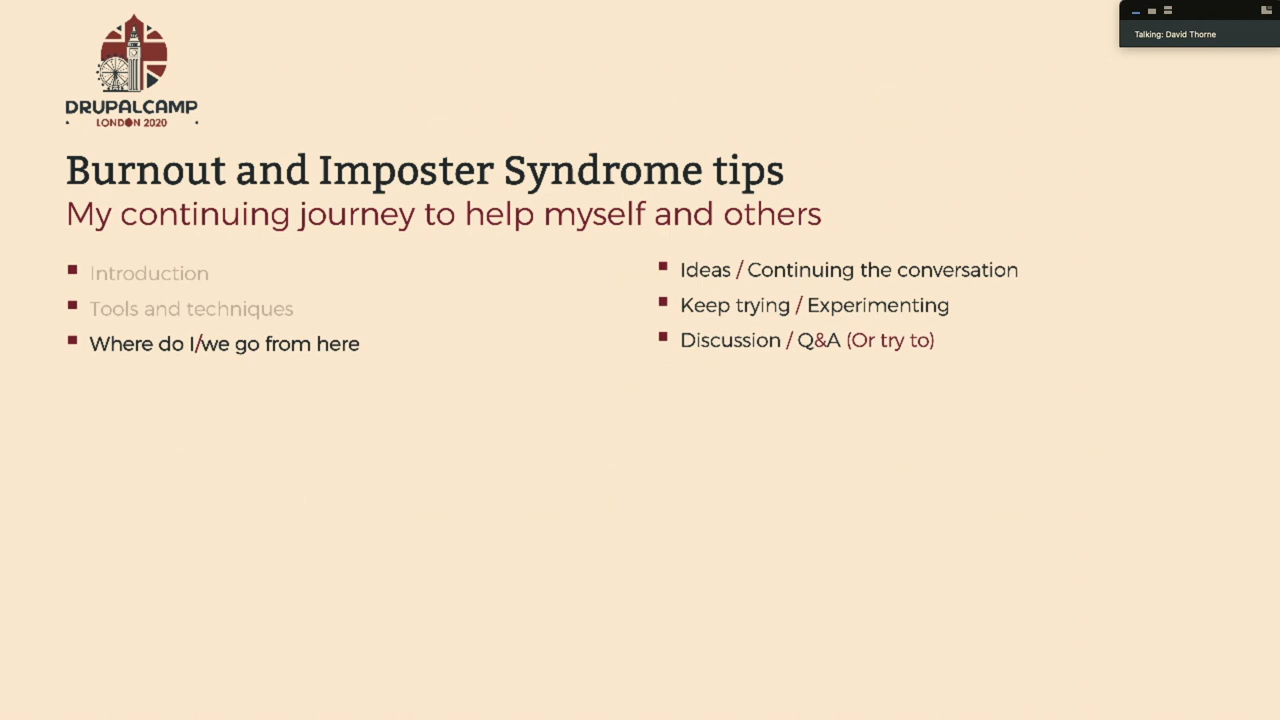 Talking: David Thorne
DRUPALCAMP
LONDON 2020
Burnout and Imposter Syndrome tips
My continuing journey to help myself and others
Introduction
Tools and techniques
Where do I/we go from here
Ideas / Continuing the conversation
Keep trying / Experimenting
Discussion / Q&A (Or try to)